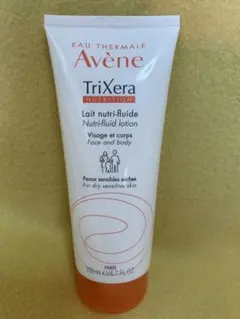 EAU THERMALE
Avène
TriXera
NUTRITION
Lait nutri-fluide
Nutri-fluid lotion
Visage et corps
Face and body
Peaux sensibles sèches
For dry sensitive skin
PARIS